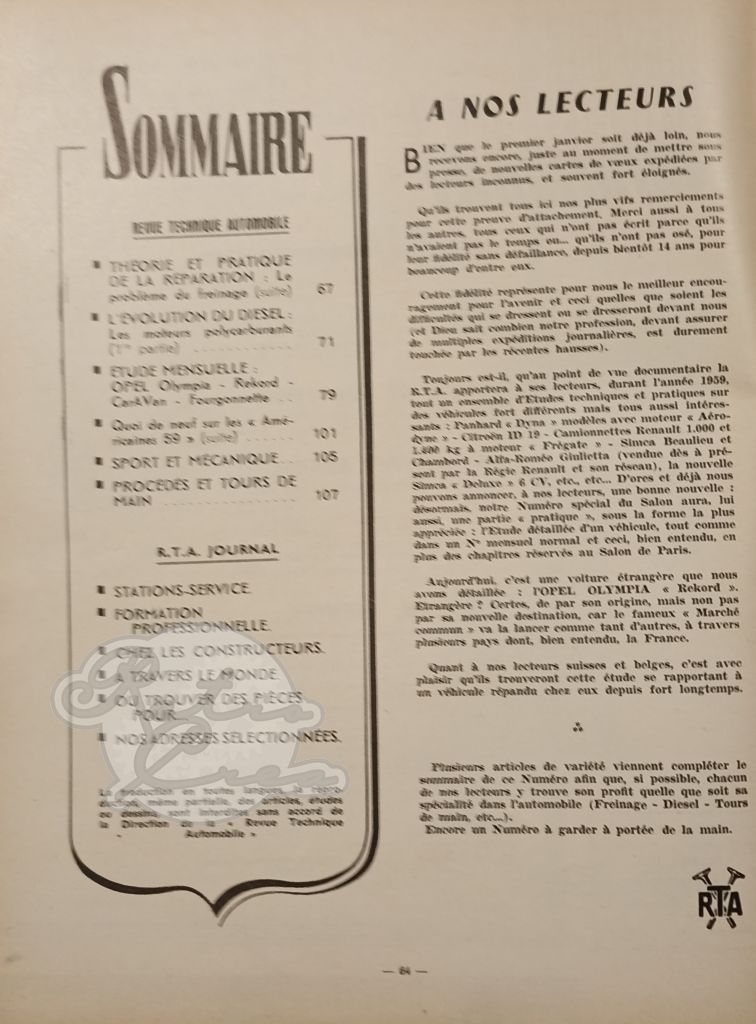 SOMMAIRE
REVUE TECHNIQUE AUTOMOBILE
THÉORIE ET PRATIQUE
DE LA RÉPARATION : Le
problème du freinage (suite) 67
L'ÉVOLUTION DU DIESEL :
Les moteurs polycarburants
(1re partie) ............ 71
ÉTUDE MENSUELLE :
OPEL Olympia - Rekord -
CarAVan - Fourgonnette .. 79
Quoi de neuf sur les « Amé-
ricaines 59 » (suite) ...... 101
SPORT ET MÉCANIQUE... 105
PROCÉDÉS ET TOURS DE
MAIN ................ 107
R.T.A. JOURNAL
STATIONS-SERVICE.
FORMATION
PROFESSIONNELLE.
CHEZ LES CONSTRUCTEURS.
A TRAVERS LE MONDE.
OU TROUVER DES PIÈCES
POUR...
NOS ADRESSES SÉLECTIONNÉES.
La production en toutes langues, la repro-
duction, même partielle, des articles, études
ou dessins, sont interdites sans accord de
la Direction de la « Revue Technique
Automobile »
A NOS LECTEURS
BIEN que le premier janvier soit déjà loin, nous
recevons encore, juste au moment de mettre sous
presse, de nouvelles cartes de vœux expédiées par
des lecteurs inconnus, et souvent fort éloignés.
Qu'ils trouvent tous ici nos plus vifs remerciements
pour cette preuve d'attachement. Merci aussi à tous
les autres, tous ceux qui n'ont pas écrit parce qu'ils
n'avaient pas le temps ou... qu'ils n'ont pas osé, pour
leur fidélité sans défaillance, depuis bientôt 14 ans pour
beaucoup d'entre eux.
Cette fidélité représente pour nous le meilleur encou-
ragement pour l'avenir et ceci quelles que soient les
difficultés qui se dressent ou se dresseront devant nous
(et Dieu sait combien notre profession, devant assurer
de multiples expéditions journalières, est durement
touchée par les récentes hausses).
Toujours est-il, qu'au point de vue documentaire la
R.T.A. apportera à ses lecteurs, durant l'année 1959,
tout un ensemble d'Etudes techniques et pratiques sur
des véhicules fort différents mais tous aussi intéres-
sants : Panhard « Dyna » modèles avec moteur « Aéro-
dyne » - Citroën ID 19 - Camionnettes Renault 1.000 et
1.400 kg à moteur « Frégate » - Simca Beaulieu et
Chambord - Alfa-Roméo Giulietta (vendue dès à pré-
sent par la Régie Renault et son réseau), la nouvelle
Simca « Deluxe » 6 CV, etc., etc... D'ores et déjà nous
pouvons annoncer, à nos lecteurs, une bonne nouvelle :
désormais, notre Numéro spécial du Salon aura, lui
aussi, une partie « pratique », sous la forme la plus
appréciée : l'Etude détaillée d'un véhicule, tout comme
dans un N° mensuel normal et ceci, bien entendu, en
plus des chapitres réservés au Salon de Paris.
Aujourd'hui, c'est une voiture étrangère que nous
avons détaillée : l'OPEL OLYMPIA « Rekord ».
Etrangère ? Certes, de par son origine, mais non pas
par sa nouvelle destination, car le fameux « Marché
commun » va la lancer comme tant d'autres, à travers
plusieurs pays dont, bien entendu, la France.
Quant à nos lecteurs suisses et belges, c'est avec
plaisir qu'ils trouveront cette étude se rapportant à
un véhicule répandu chez eux depuis fort longtemps.
Plusieurs articles de variété viennent compléter le
sommaire de ce Numéro afin que, si possible, chacun
de nos lecteurs y trouve son profit quelle que soit sa
spécialité dans l'automobile (Freinage - Diesel - Tours
de main, etc...).
Encore un Numéro à garder à portée de la main.
RTA
— 64 —
Retro Crea